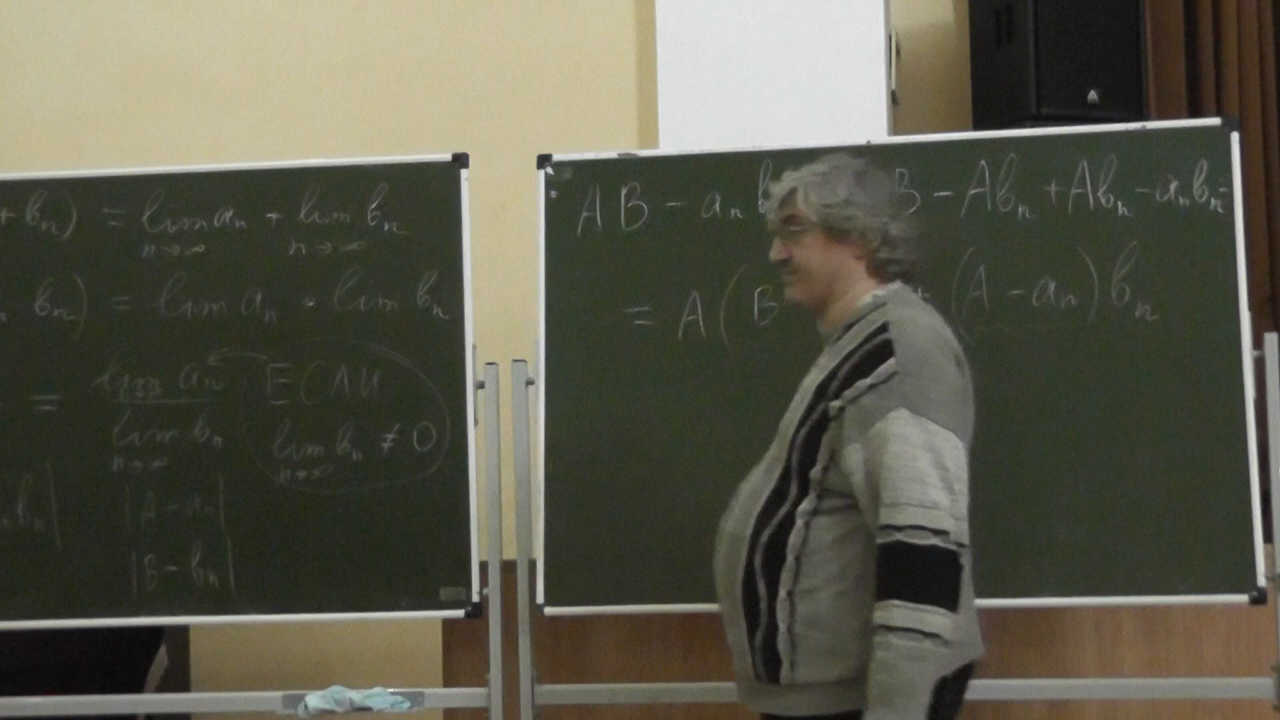 + bₙ) = lim aₙ + lim bₙ
n→∞ n→∞
bₙ) = lim aₙ · lim bₙ
= lim aₙ ЕСЛИ
lim bₙ lim bₙ ≠ 0
n→∞ n→∞
bₙ| |A - aₙ|
|B - bₙ|
AB - aₙ B - Abₙ + Abₙ - aₙbₙ =
= A(B (A - aₙ)bₙ